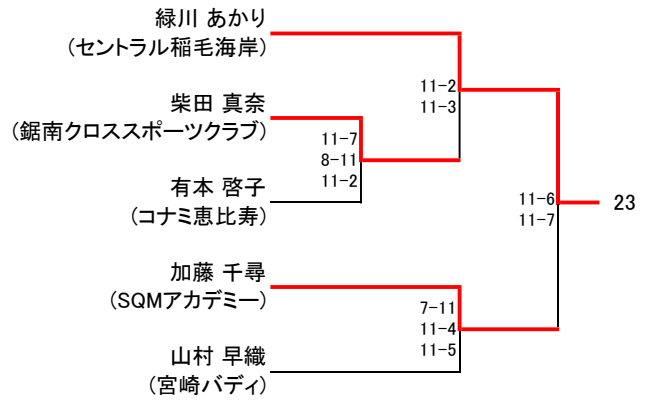 緑川 あかり
(セントラル稲毛海岸)
11-2
11-3
柴田 真奈
(鋸南クロススポーツクラブ)
11-7
8-11
11-2
有本 啓子
(コナミ恵比寿)
11-6
11-7
23
加藤 千尋
(SQMアカデミー)
7-11
11-4
11-5
山村 早織
(宮崎バディ)